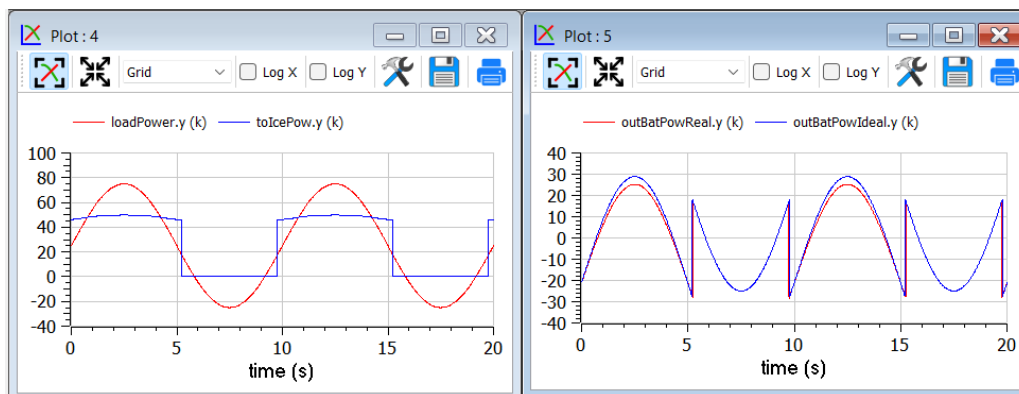 Plot : 4
Grid Log X Log Y
loadPower.y (k) toIcePow.y (k)
100
80
60
40
20
0
-20
-40
0 5 10 15 20
time (s)
Plot : 5
Grid Log X Log Y
outBatPowReal.y (k) outBatPowIdeal.y (k)
40
30
20
10
0
-10
-20
-30
-40
0 5 10 15 20
time (s)